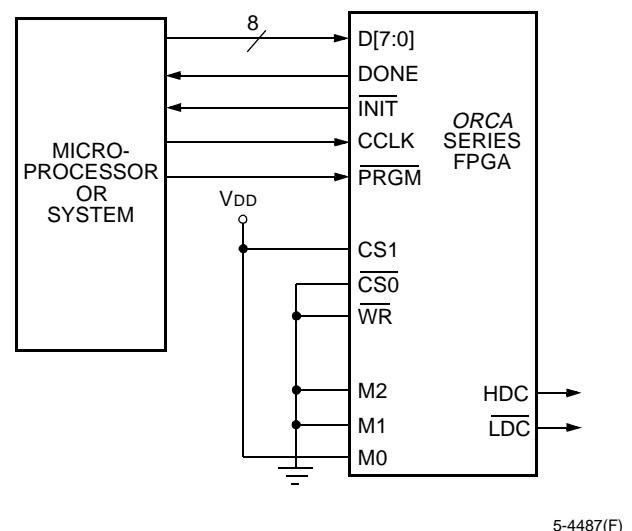 8
D[7:0]
DONE
INIT
CCLK
PRGM
ORCA
SERIES
FPGA
MICRO-
PROCESSOR
OR
SYSTEM
VDD
CS1
CS0
WR
M2
M1
M0
HDC
LDC
5-4487(F)